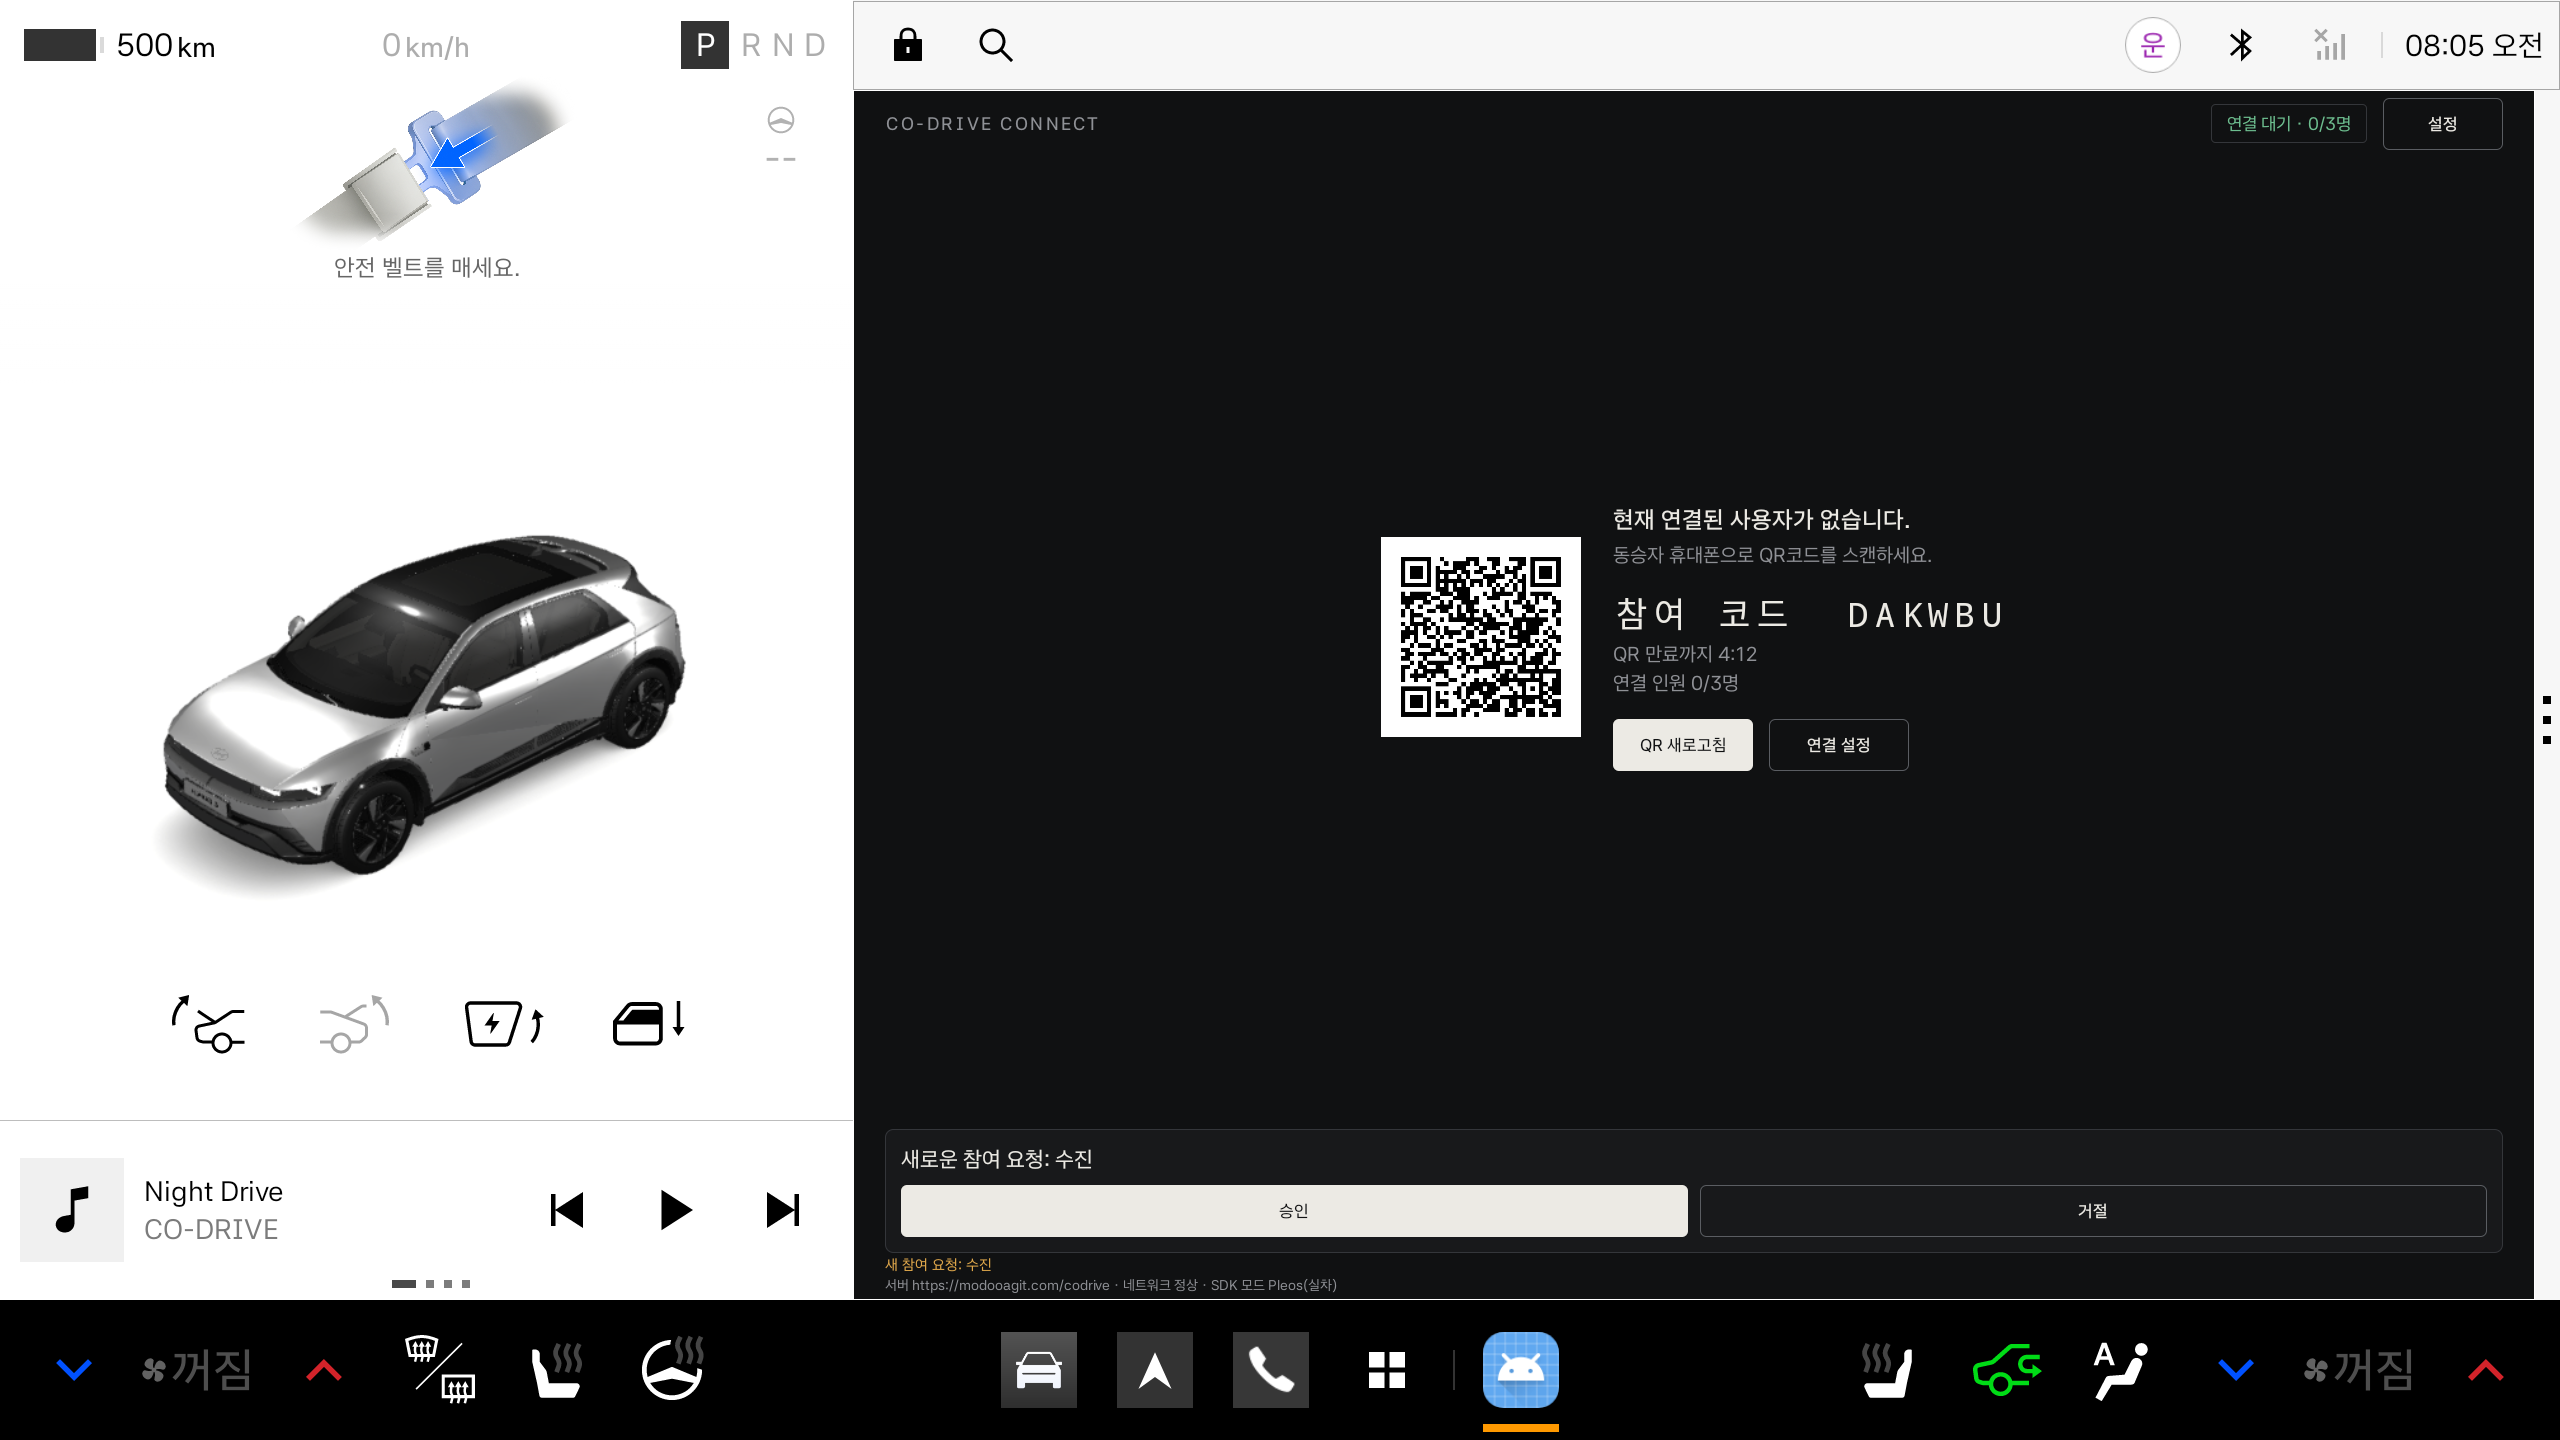 500 km
0 km/h
P R N D
안전 벨트를 매세요.
Night Drive
CO-DRIVE
운
08:05 오전
CO-DRIVE CONNECT
연결 대기 · 0/3명
설정
현재 연결된 사용자가 없습니다.
동승자 휴대폰으로 QR코드를 스캔하세요.
참여 코드 DAKWBU
QR 만료까지 4:12
연결 인원 0/3명
QR 새로고침
연결 설정
새로운 참여 요청: 수진
승인
거절
새 참여 요청: 수진
서버 https://modooagit.com/codrive · 네트워크 정상 · SDK 모드 Pleos(실차)
꺼짐
A
꺼짐